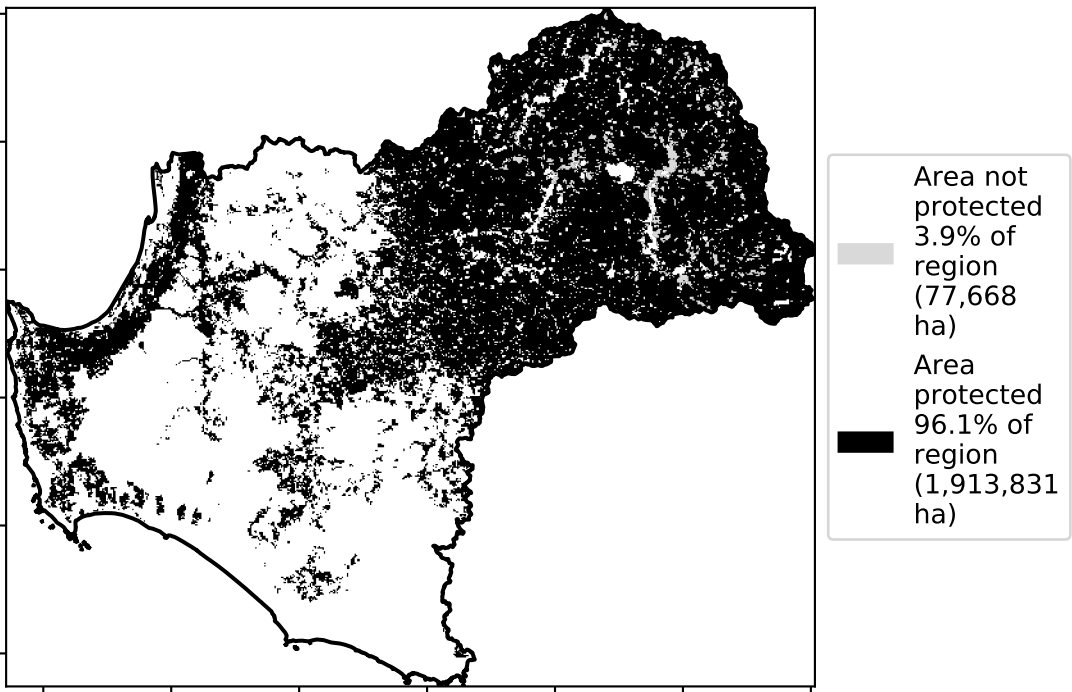 Area not
protected
3.9% of
region
(77,668
ha)
Area
protected
96.1% of
region
(1,913,831
ha)